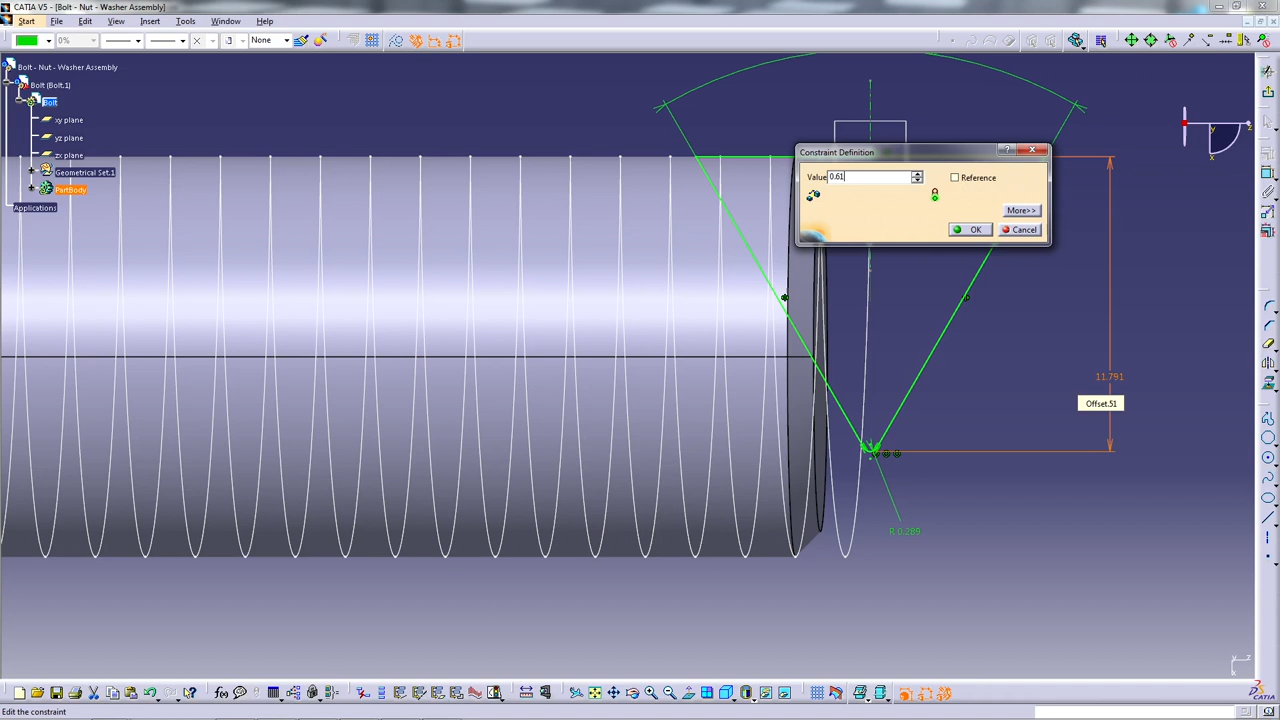 CATIA V5 - [Bolt - Nut - Washer Assembly]
Start File Edit View Insert Tools Window Help
0% None
Bolt - Nut - Washer Assembly
Bolt (Bolt.1)
Bolt
xy plane
yz plane
zx plane
Geometrical Set.1
PartBody
Applications
Constraint Definition
Value 0.61 Reference
More>>
OK Cancel
11.791
Offset.51
R 0.289
Edit the constraint